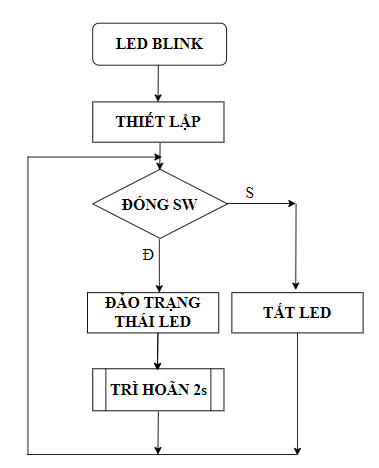 LED BLINK
THIẾT LẬP
ĐÓNG SW
S
Đ
ĐẢO TRẠNG
THÁI LED
TẮT LED
TRÌ HOÃN 2s